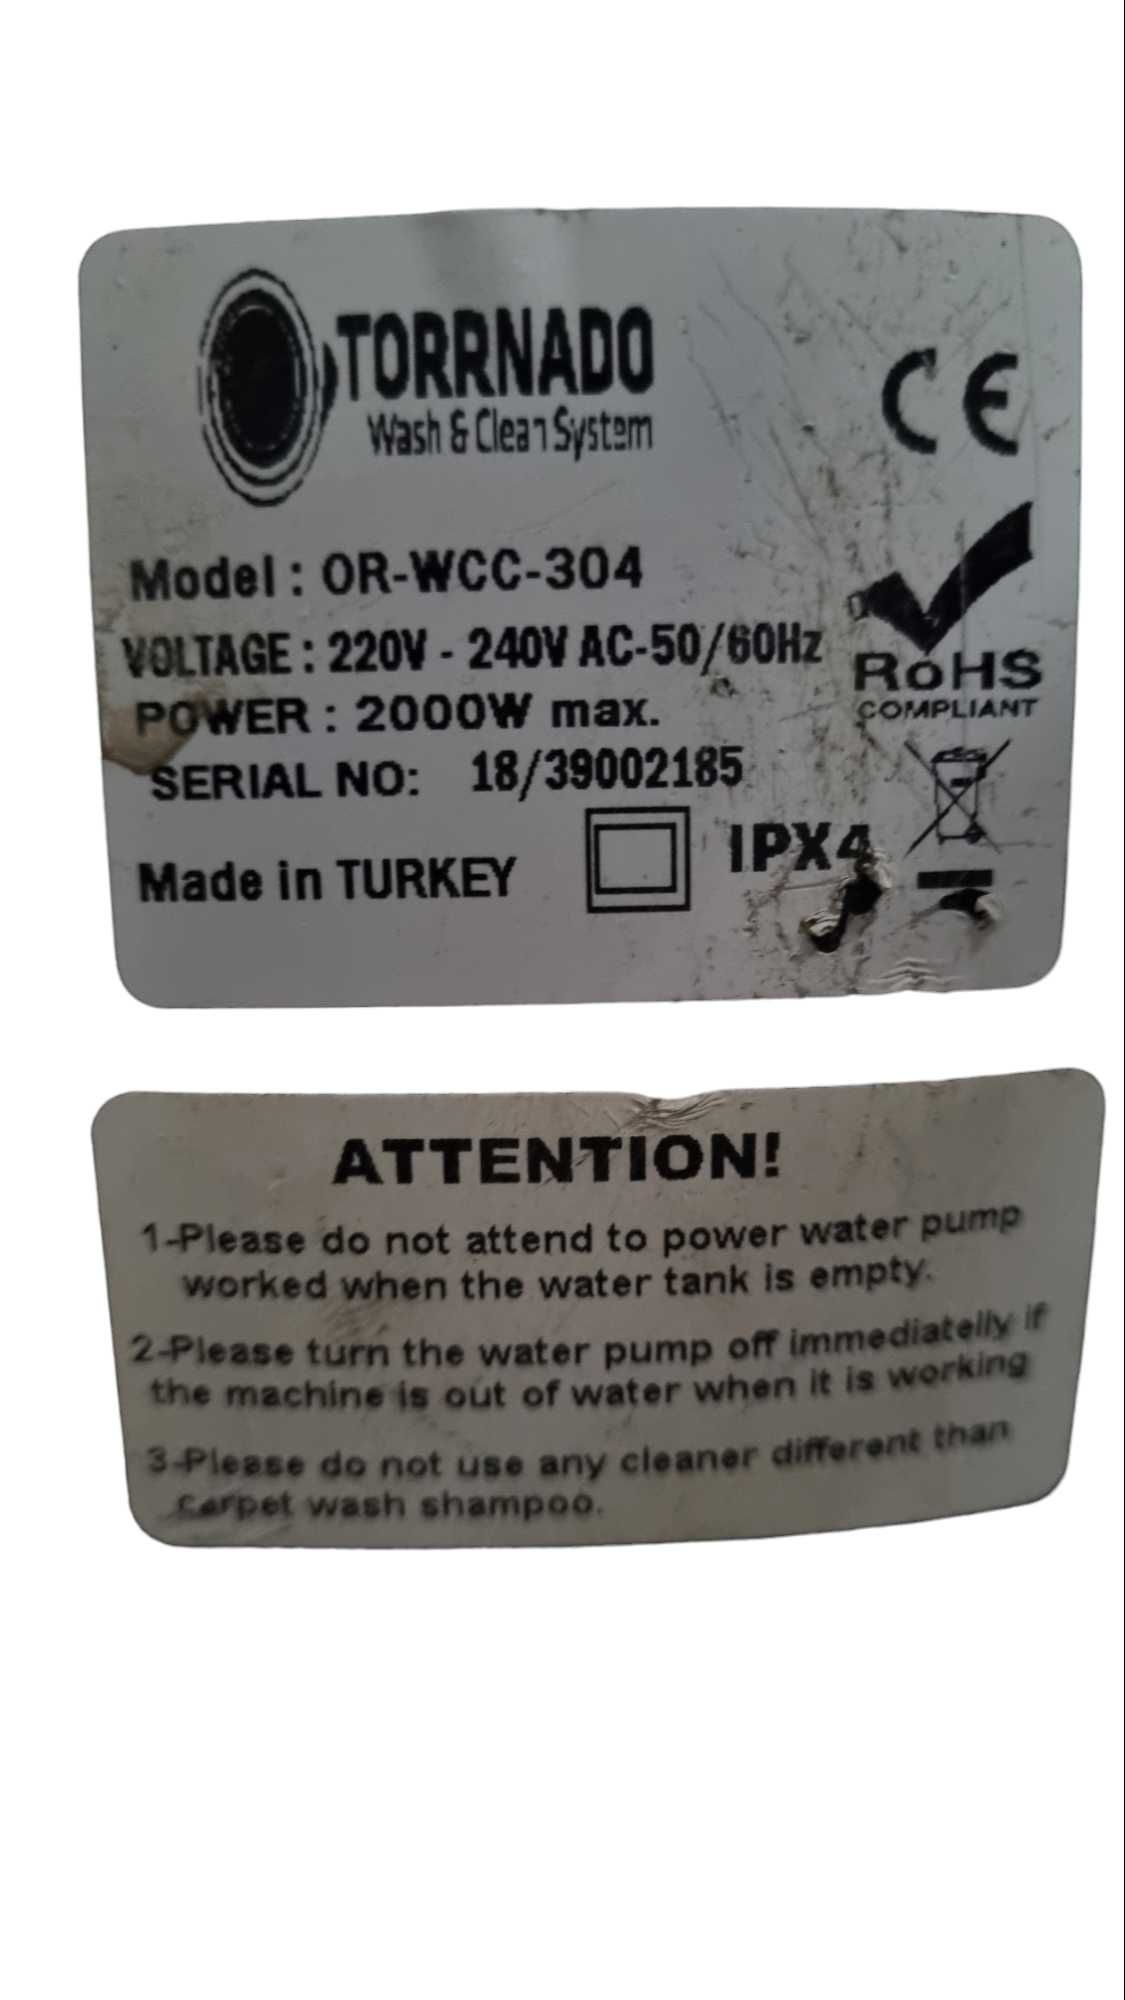 TORRNADO
Wash & Clean System
CE
Model : OR-WCC-304
VOLTAGE : 220V - 240V AC-50/60Hz
POWER : 2000W max.
RoHS
COMPLIANT
SERIAL NO: 18/39002185
Made in TURKEY
IPX4
ATTENTION!
1-Please do not attend to power water pump
worked when the water tank is empty.
2-Please turn the water pump off immediatelly if
the machine is out of water when it is working
3-Please do not use any cleaner different than
carpet wash shampoo.